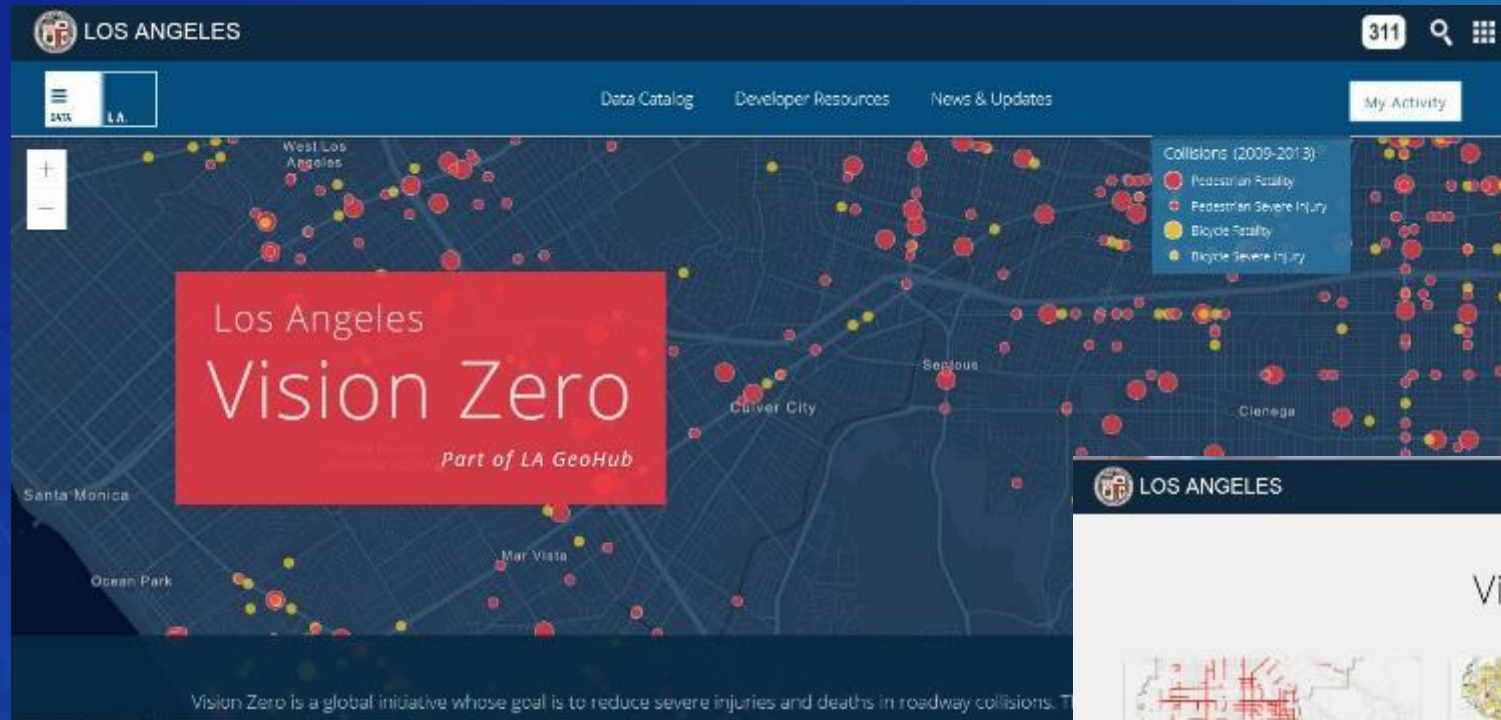 LOS ANGELES
311
DATA
L.A.
Data Catalog
Developer Resources
News & Updates
My Activity
+
−
West Los
Angeles
Collisions (2009-2013)
Pedestrian Fatality
Pedestrian Severe Injury
Bicycle Fatality
Bicycle Severe Injury
Los Angeles
Vision Zero
Part of LA GeoHub
Culver City
Cienega
Santa Monica
Mar Vista
Ocean Park
Vision Zero is a global initiative whose goal is to reduce severe injuries and deaths in roadway collisions.
LOS ANGELES